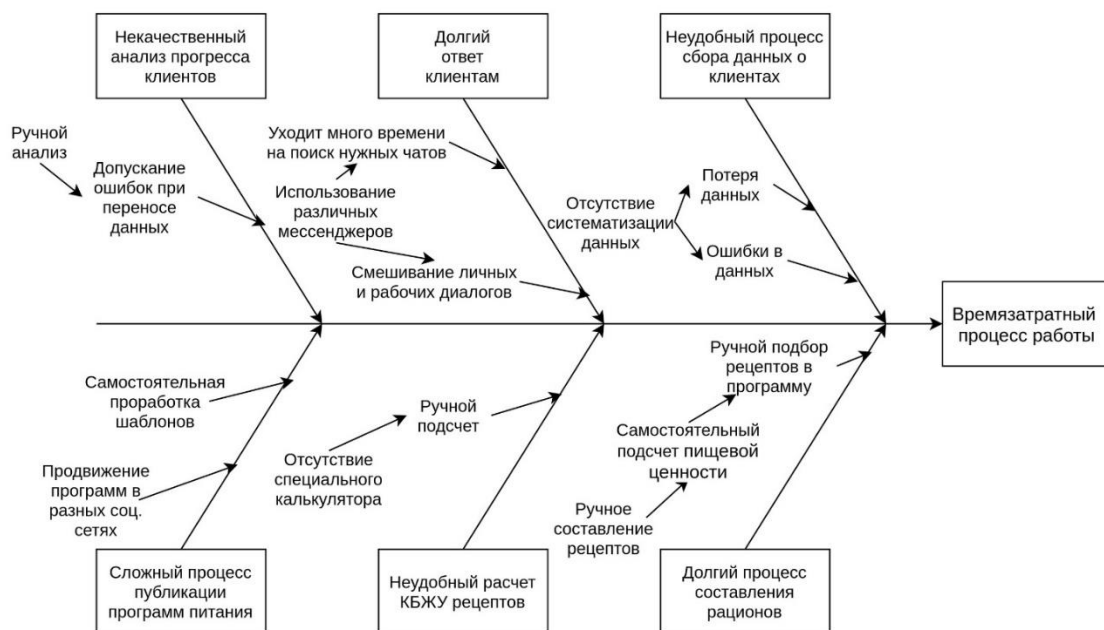 Некачественный
анализ прогресса
клиентов
Долгий
ответ
клиентам
Неудобный процесс
сбора данных о
клиентах
Ручной
анализ
Допускание
ошибок при
переносе
данных
Уходит много времени
на поиск нужных чатов
Использование
различных
мессенджеров
Смешивание личных
и рабочих диалогов
Отсутствие
систематизации
данных
Потеря
данных
Ошибки в
данных
Времязатратный
процесс работы
Самостоятельная
проработка
шаблонов
Продвижение
программ в
разных соц.
сетях
Ручной
подсчет
Отсутствие
специального
калькулятора
Ручной подбор
рецептов в
программу
Самостоятельный
подсчет пищевой
ценности
Ручное
составление
рецептов
Сложный процесс
публикации
программ питания
Неудобный расчет
КБЖУ рецептов
Долгий процесс
составления
рационов